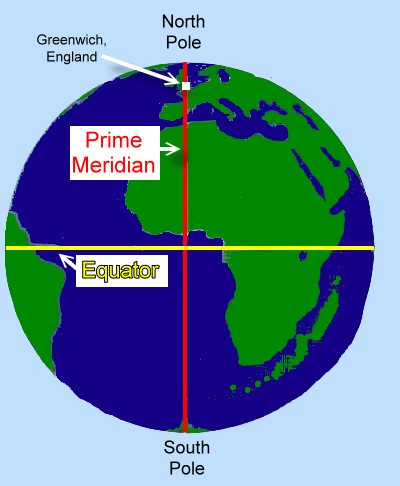 North
Pole
Greenwich,
England
Prime
Meridian
Equator
South
Pole